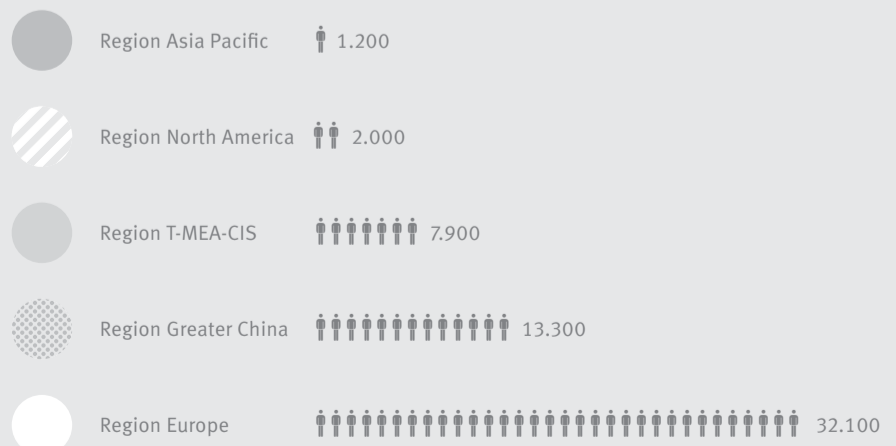 Region Asia Pacific 1.200
Region North America 2.000
Region T-MEA-CIS 7.900
Region Greater China 13.300
Region Europe 32.100